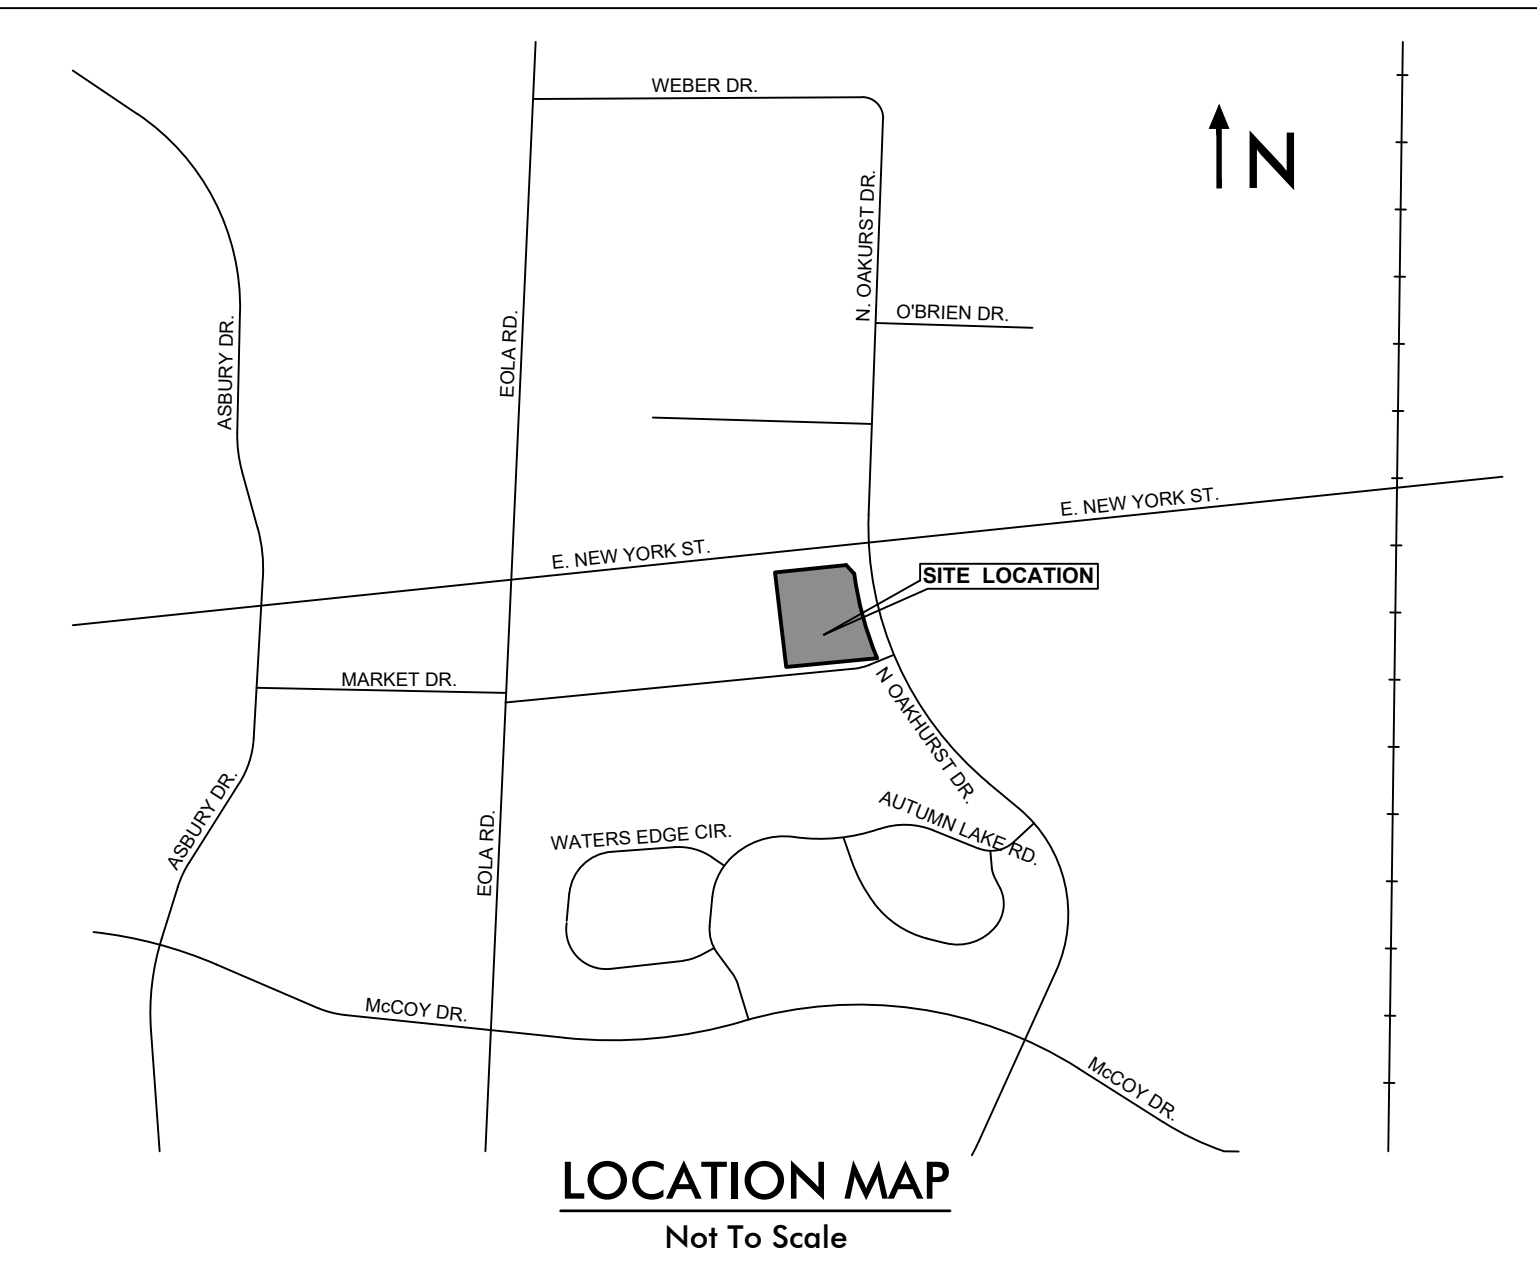 WEBER DR.
N
N. OAKURST DR.
O'BRIEN DR.
ASBURY DR.
EOLA RD.
E. NEW YORK ST.
E. NEW YORK ST.
SITE LOCATION
MARKET DR.
N OAKHURST DR.
ASBURY DR.
EOLA RD.
WATERS EDGE CIR.
AUTUMN LAKE RD.
McCOY DR.
McCOY DR.
LOCATION MAP
Not To Scale